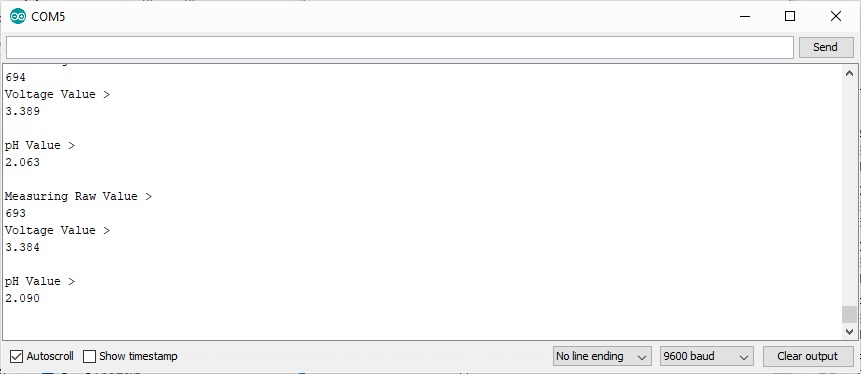 COM5
Send
694
Voltage Value >
3.389
pH Value >
2.063
Measuring Raw Value >
693
Voltage Value >
3.384
pH Value >
2.090
Autoscroll Show timestamp No line ending 9600 baud Clear output